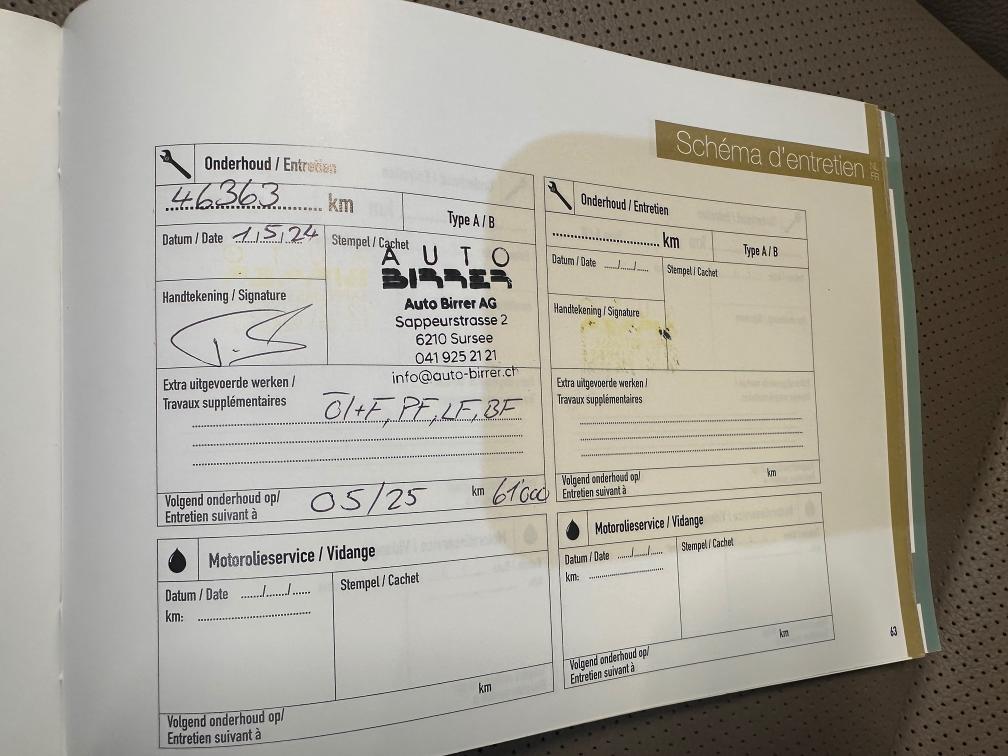 Schéma d'entretien NL FR
Onderhoud / Entretien
46363 km
Type A / B
Datum / Date 1,5,24
Stempel / Cachet
AUTO
BIRRER
Auto Birrer AG
Sappeurstrasse 2
6210 Sursee
041 925 21 21
info@auto-birrer.ch
Handtekening / Signature
Extra uitgevoerde werken /
Travaux supplémentaires
Öl+F, PF, LF, BF
Volgend onderhoud op/
Entretien suivant à
05/25 km 61'000
Motorolieservice / Vidange
Datum / Date ....../....../......
Stempel / Cachet
km:
km
Volgend onderhoud op/
Entretien suivant à
Onderhoud / Entretien
km
Type A / B
Datum / Date ...../...../.....
Stempel / Cachet
Handtekening / Signature
Extra uitgevoerde werken /
Travaux supplémentaires
Volgend onderhoud op/
Entretien suivant à
km
Motorolieservice / Vidange
Datum / Date ...../...../.....
Stempel / Cachet
km:
km
Volgend onderhoud op/
Entretien suivant à
63